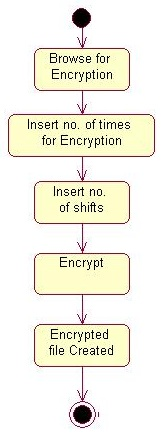 Browse for
Encryption
Insert no. of times
for Encryption
Insert no.
of shifts
Encrypt
Encrypted
file Created